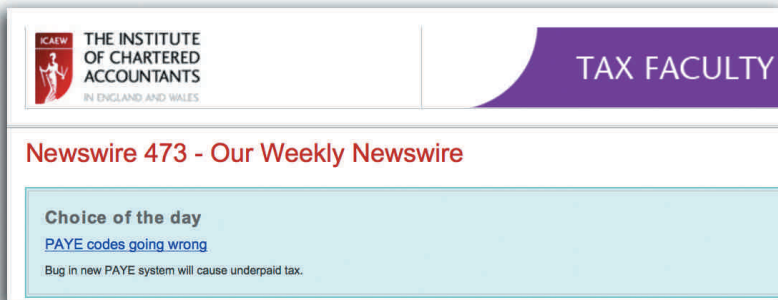 ICAEW
THE INSTITUTE
OF CHARTERED
ACCOUNTANTS
IN ENGLAND AND WALES
TAX FACULTY
Newswire 473 - Our Weekly Newswire
Choice of the day
PAYE codes going wrong
Bug in new PAYE system will cause underpaid tax.